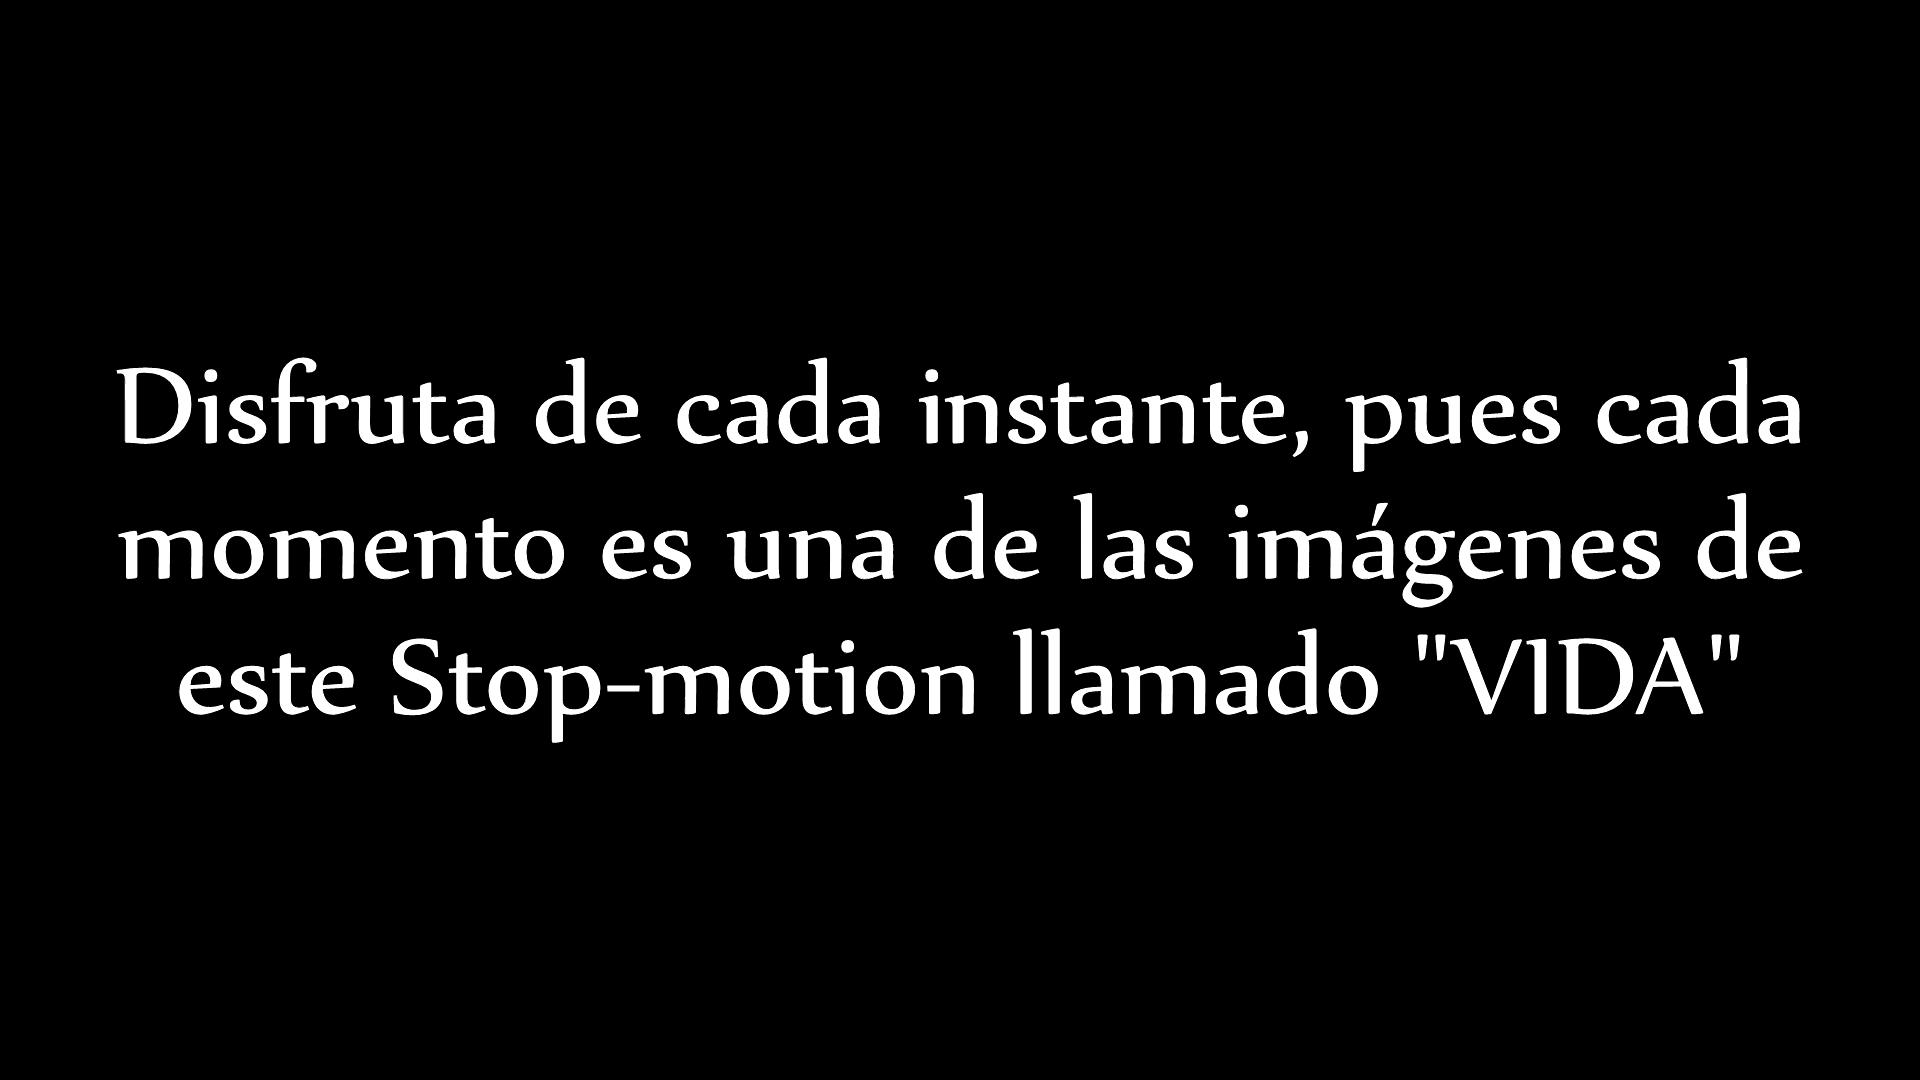 Disfruta de cada instante, pues cada
momento es una de las imágenes de
este Stop-motion llamado "VIDA"